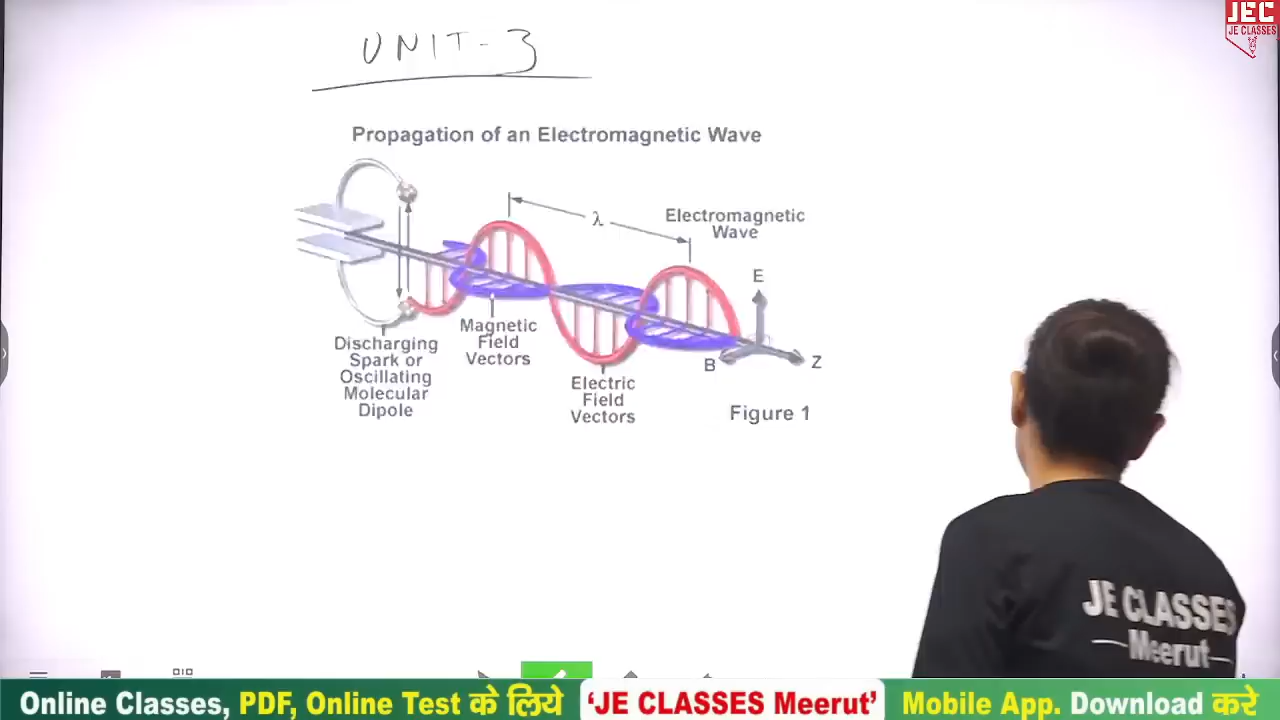 JEC
JE CLASSES
UNIT-3
Propagation of an Electromagnetic Wave
λ
Electromagnetic
Wave
E
B
Z
Magnetic
Field
Vectors
Discharging
Spark or
Oscillating
Molecular
Dipole
Electric
Field
Vectors
Figure 1
JE CLASSES
Meerut
Online Classes, PDF, Online Test के लिये 'JE CLASSES Meerut' Mobile App. Download करे